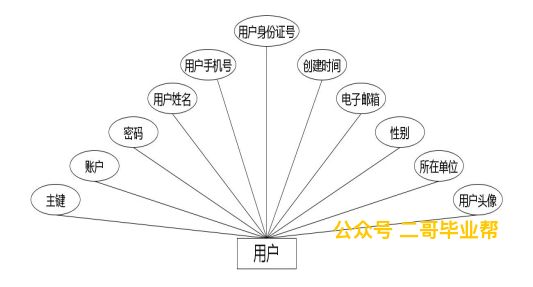 用户身份证号
用户手机号
创建时间
用户姓名
电子邮箱
密码
性别
账户
所在单位
主键
用户头像
公众号 二哥毕业帮
用户